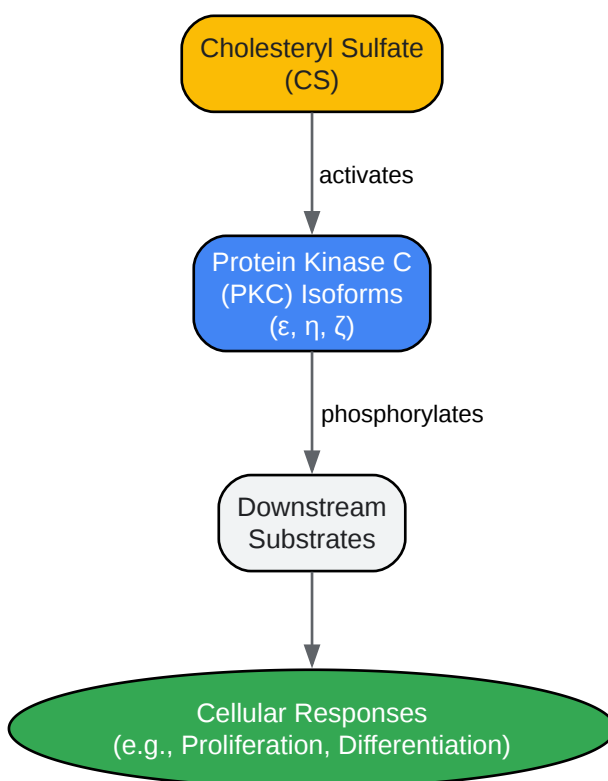 Cholesteryl Sulfate
(CS)
activates
Protein Kinase C
(PKC) Isoforms
(ε, η, ζ)
phosphorylates
Downstream
Substrates
Cellular Responses
(e.g., Proliferation, Differentiation)